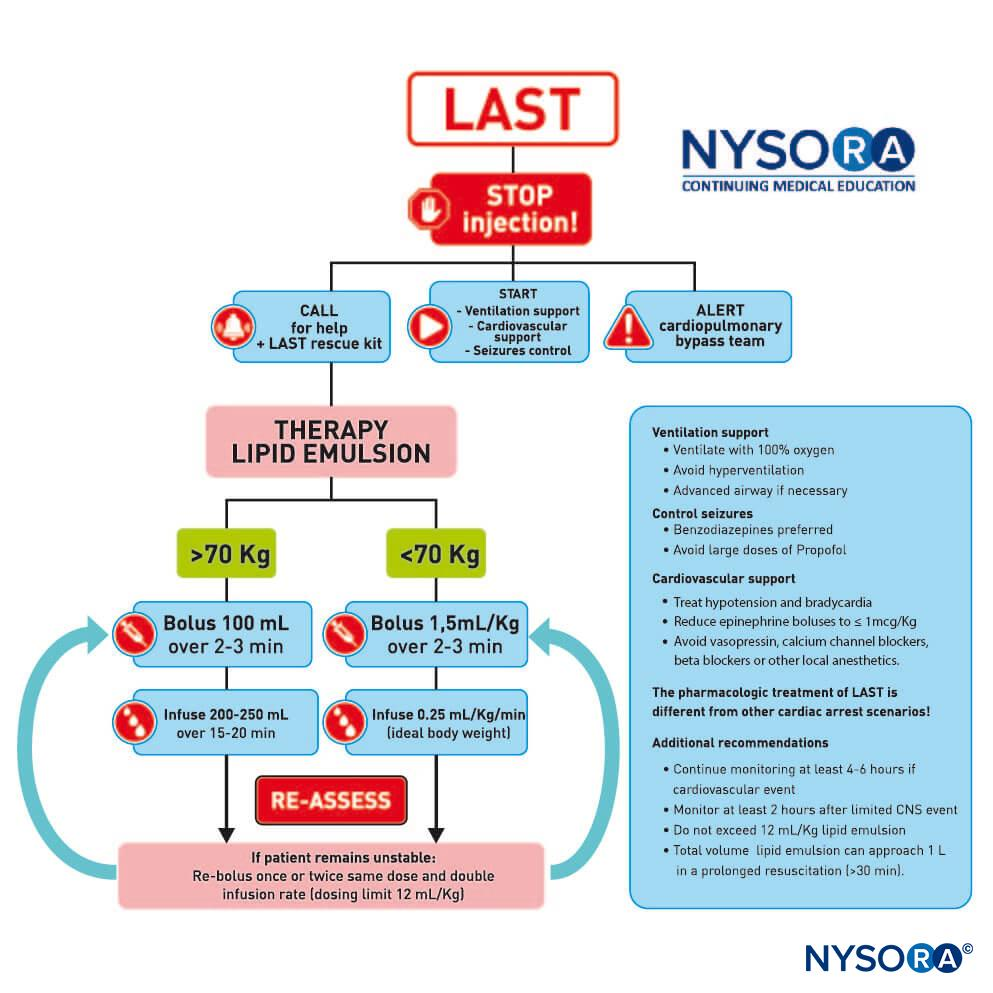 LAST
NYSORA
CONTINUING MEDICAL EDUCATION
STOP
injection!
CALL
for help
+ LAST rescue kit
START
- Ventilation support
- Cardiovascular
support
- Seizures control
ALERT
cardiopulmonary
bypass team
THERAPY
LIPID EMULSION
>70 Kg
<70 Kg
Bolus 100 mL
over 2-3 min
Bolus 1,5mL/Kg
over 2-3 min
Infuse 200-250 mL
over 15-20 min
Infuse 0.25 mL/Kg/min
(ideal body weight)
RE-ASSESS
If patient remains unstable:
Re-bolus once or twice same dose and double
infusion rate (dosing limit 12 mL/Kg)
Ventilation support
• Ventilate with 100% oxygen
• Avoid hyperventilation
• Advanced airway if necessary
Control seizures
• Benzodiazepines preferred
• Avoid large doses of Propofol
Cardiovascular support
• Treat hypotension and bradycardia
• Reduce epinephrine boluses to ≤ 1mcg/Kg
• Avoid vasopressin, calcium channel blockers,
beta blockers or other local anesthetics.
The pharmacologic treatment of LAST is
different from other cardiac arrest scenarios!
Additional recommendations
• Continue monitoring at least 4-6 hours if
cardiovascular event
• Monitor at least 2 hours after limited CNS event
• Do not exceed 12 mL/Kg lipid emulsion
• Total volume lipid emulsion can approach 1 L
in a prolonged resuscitation (>30 min).
NYSORA©